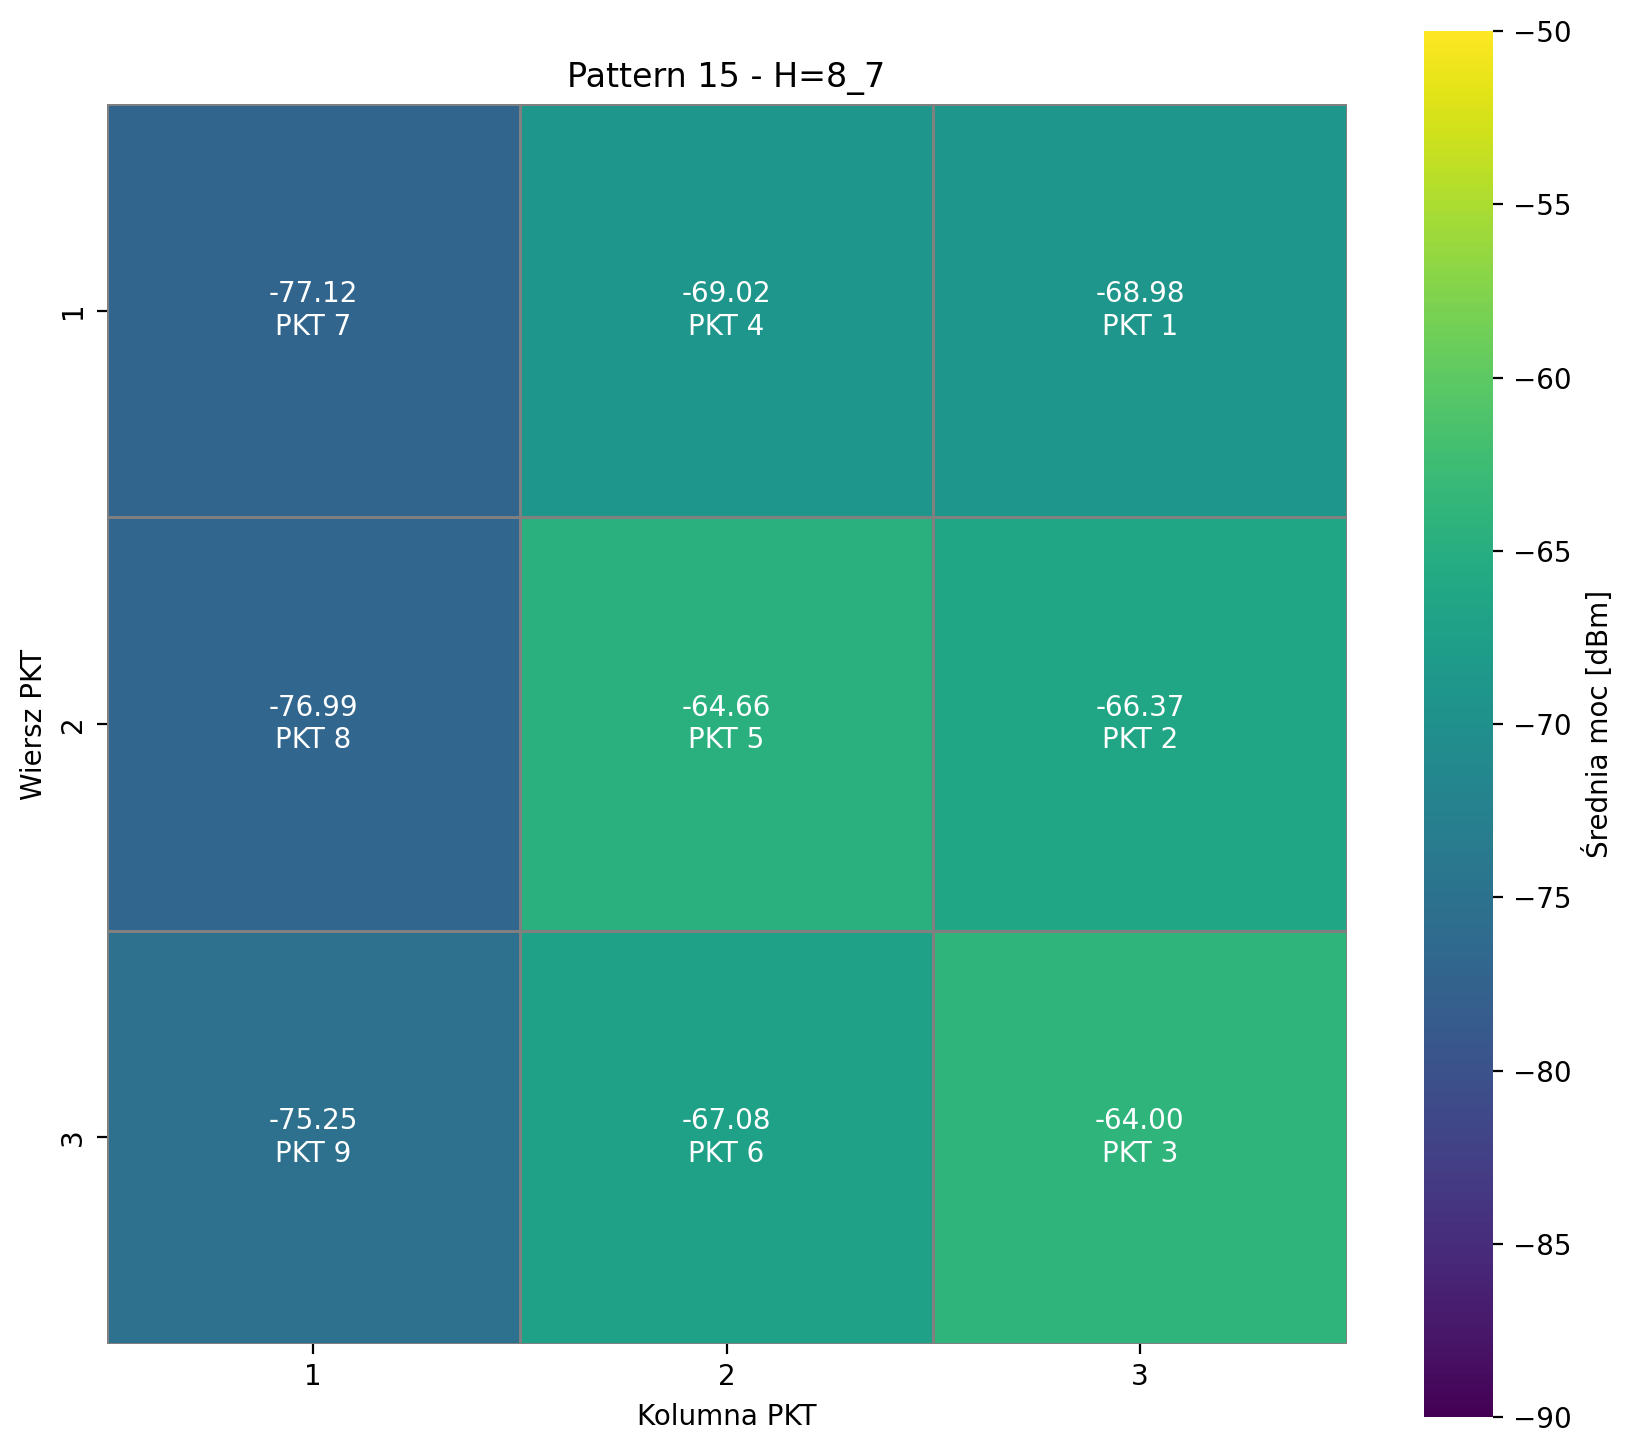 Pattern 15 - H=8_7
-77.12
PKT 7
-69.02
PKT 4
-68.98
PKT 1
-76.99
PKT 8
-64.66
PKT 5
-66.37
PKT 2
-75.25
PKT 9
-67.08
PKT 6
-64.00
PKT 3
1
2
3
Wiersz PKT
1
2
3
Kolumna PKT
−50
−55
−60
−65
−70
−75
−80
−85
−90
Średnia moc [dBm]